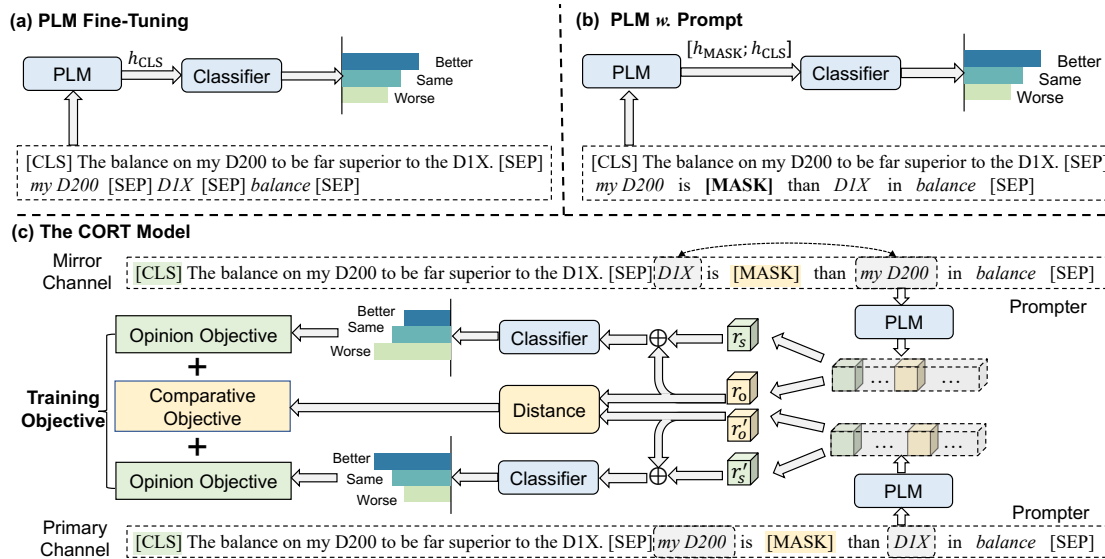 (a) PLM Fine-Tuning
PLM
h_CLS
Classifier
Better
Same
Worse
[CLS] The balance on my D200 to be far superior to the D1X. [SEP]
my D200 [SEP] D1X [SEP] balance [SEP]
(b) PLM w. Prompt
PLM
[h_MASK; h_CLS]
Classifier
Better
Same
Worse
[CLS] The balance on my D200 to be far superior to the D1X. [SEP]
my D200 is [MASK] than D1X in balance [SEP]
(c) The CORT Model
Mirror
Channel
[CLS] The balance on my D200 to be far superior to the D1X. [SEP] D1X is [MASK] than my D200 in balance [SEP]
Prompter
PLM
Better
Same
Worse
Opinion Objective
Classifier
⊕
r_s
+
r_o
... ...
Training
Objective
Comparative
Objective
Distance
r'_o
+
... ...
Better
Same
Worse
Opinion Objective
Classifier
⊕
r'_s
PLM
Prompter
Primary
Channel
[CLS] The balance on my D200 to be far superior to the D1X. [SEP] my D200 is [MASK] than D1X in balance [SEP]